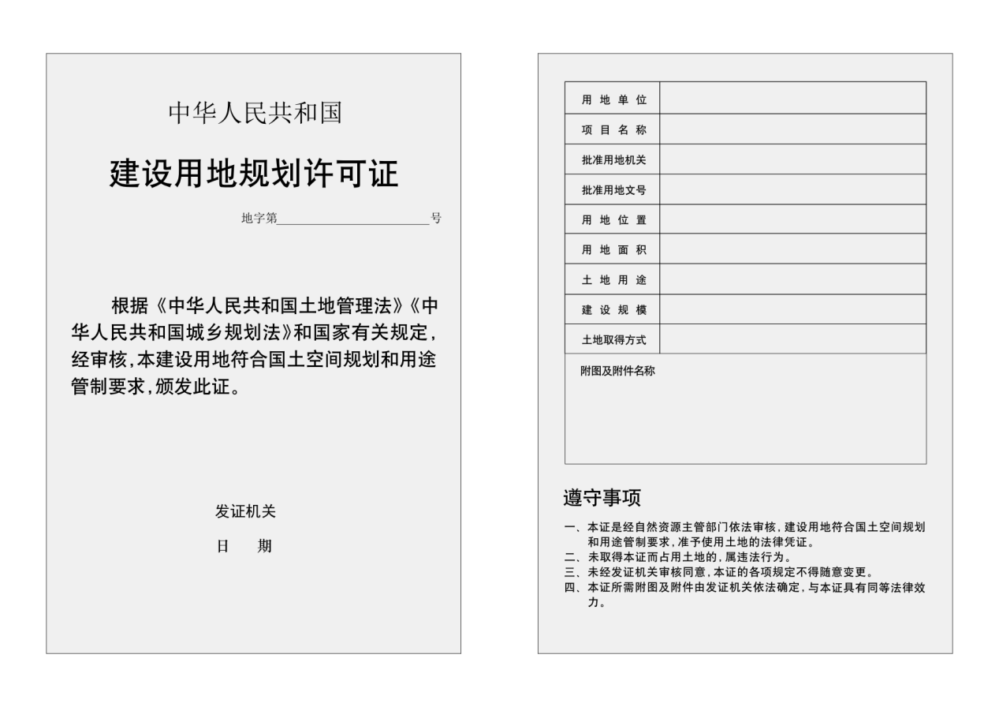 中华人民共和国
建设用地规划许可证
地字第____________________号
根据《中华人民共和国土地管理法》《中
华人民共和国城乡规划法》和国家有关规定,
经审核,本建设用地符合国土空间规划和用途
管制要求,颁发此证。
发证机关
日 期
用地单位
项目名称
批准用地机关
批准用地文号
用地位置
用地面积
土地用途
建设规模
土地取得方式
附图及附件名称
遵守事项
一、本证是经自然资源主管部门依法审核,建设用地符合国土空间规划
和用途管制要求,准予使用土地的法律凭证。
二、未取得本证而占用土地的,属违法行为。
三、未经发证机关审核同意,本证的各项规定不得随意变更。
四、本证所需附图及附件由发证机关依法确定,与本证具有同等法律效
力。